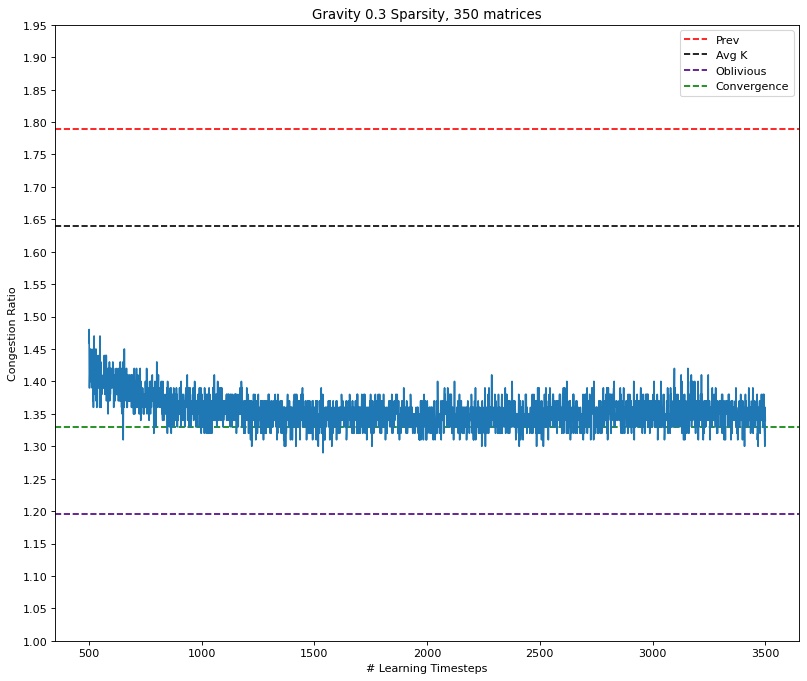 Gravity 0.3 Sparsity, 350 matrices
Prev
Avg K
Oblivious
Convergence
1.95
1.90
1.85
1.80
1.75
1.70
1.65
1.60
1.55
1.50
1.45
1.40
1.35
1.30
1.25
1.20
1.15
1.10
1.05
1.00
Congestion Ratio
500 1000 1500 2000 2500 3000 3500
# Learning Timesteps